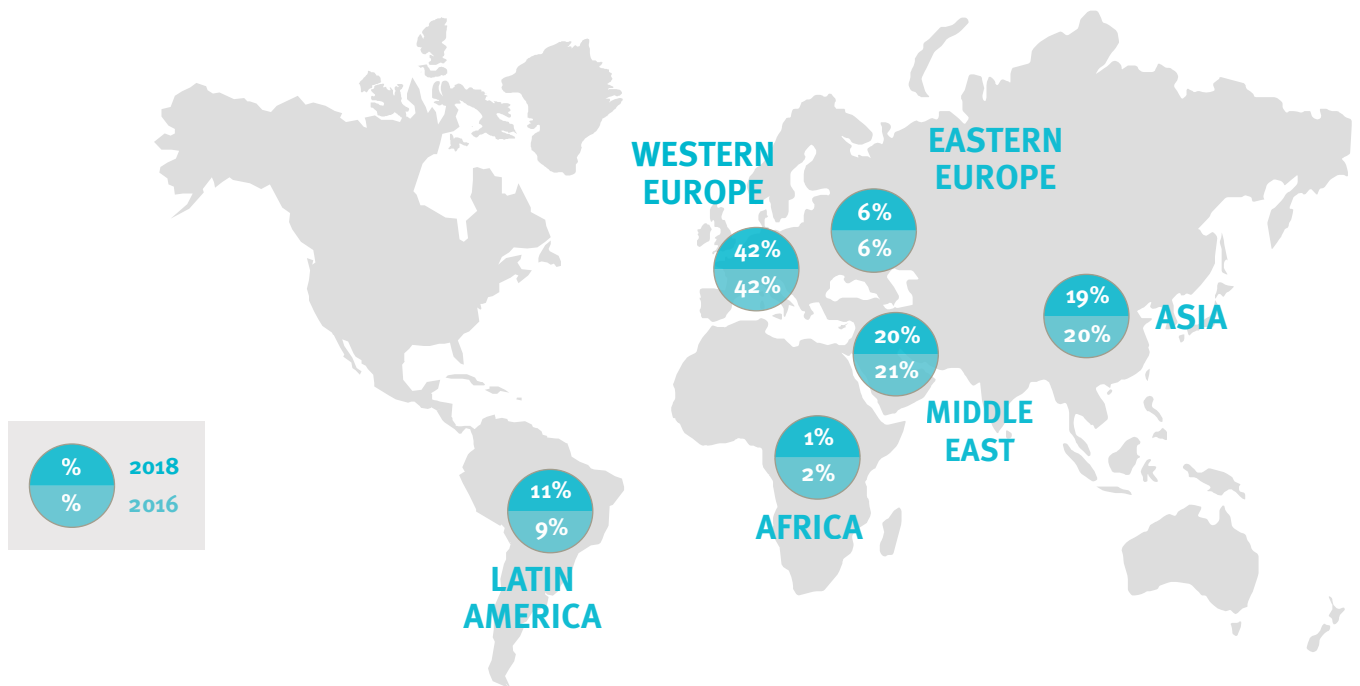 WESTERN
EUROPE
42%
42%
EASTERN
EUROPE
6%
6%
19%
20%
ASIA
20%
21%
MIDDLE
EAST
1%
2%
AFRICA
11%
9%
LATIN
AMERICA
% 2018
% 2016